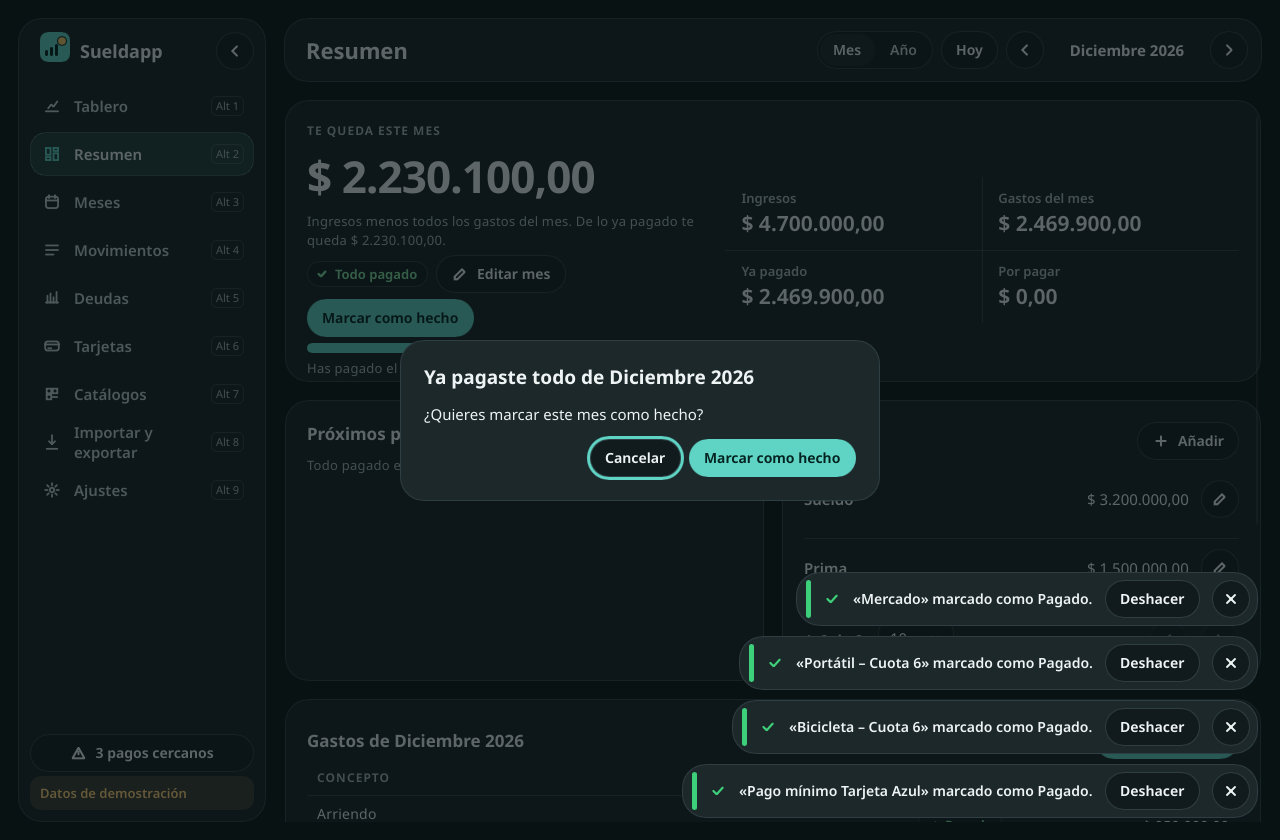 Sueldapp
Tablero Alt 1
Resumen Alt 2
Meses Alt 3
Movimientos Alt 4
Deudas Alt 5
Tarjetas Alt 6
Catálogos Alt 7
Importar y
exportar Alt 8
Ajustes Alt 9
3 pagos cercanos
Datos de demostración
Resumen
Mes Año Hoy Diciembre 2026
TE QUEDA ESTE MES
$ 2.230.100,00
Ingresos menos todos los gastos del mes. De lo ya pagado te
queda $ 2.230.100,00.
Todo pagado Editar mes
Marcar como hecho
Has pagado el
Ingresos
$ 4.700.000,00
Gastos del mes
$ 2.469.900,00
Ya pagado
$ 2.469.900,00
Por pagar
$ 0,00
Ya pagaste todo de Diciembre 2026
¿Quieres marcar este mes como hecho?
Cancelar Marcar como hecho
Próximos
Todo pagado
Añadir
Sueldo $ 3.200.000,00
Prima $ 1.500.000,00
«Mercado» marcado como Pagado. Deshacer
«Portátil – Cuota 6» marcado como Pagado. Deshacer
«Bicicleta – Cuota 6» marcado como Pagado. Deshacer
«Pago mínimo Tarjeta Azul» marcado como Pagado. Deshacer
Gastos de Diciembre 2026
CONCEPTO
Arriendo